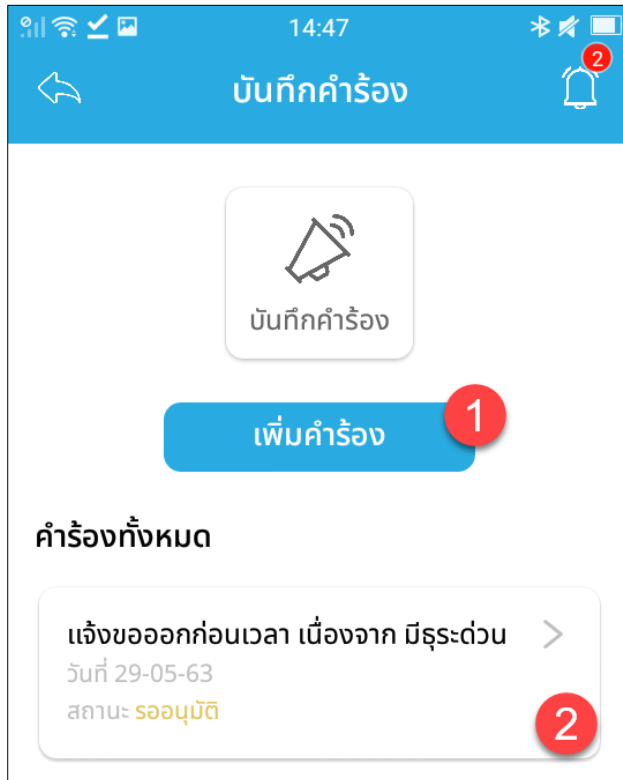 14:47
2
บันทึกคำร้อง
บันทึกคำร้อง
เพิ่มคำร้อง
1
คำร้องทั้งหมด
แจ้งขอออกก่อนเวลา เนื่องจาก มีธุระด่วน
วันที่ 29-05-63
สถานะ รออนุมัติ
2